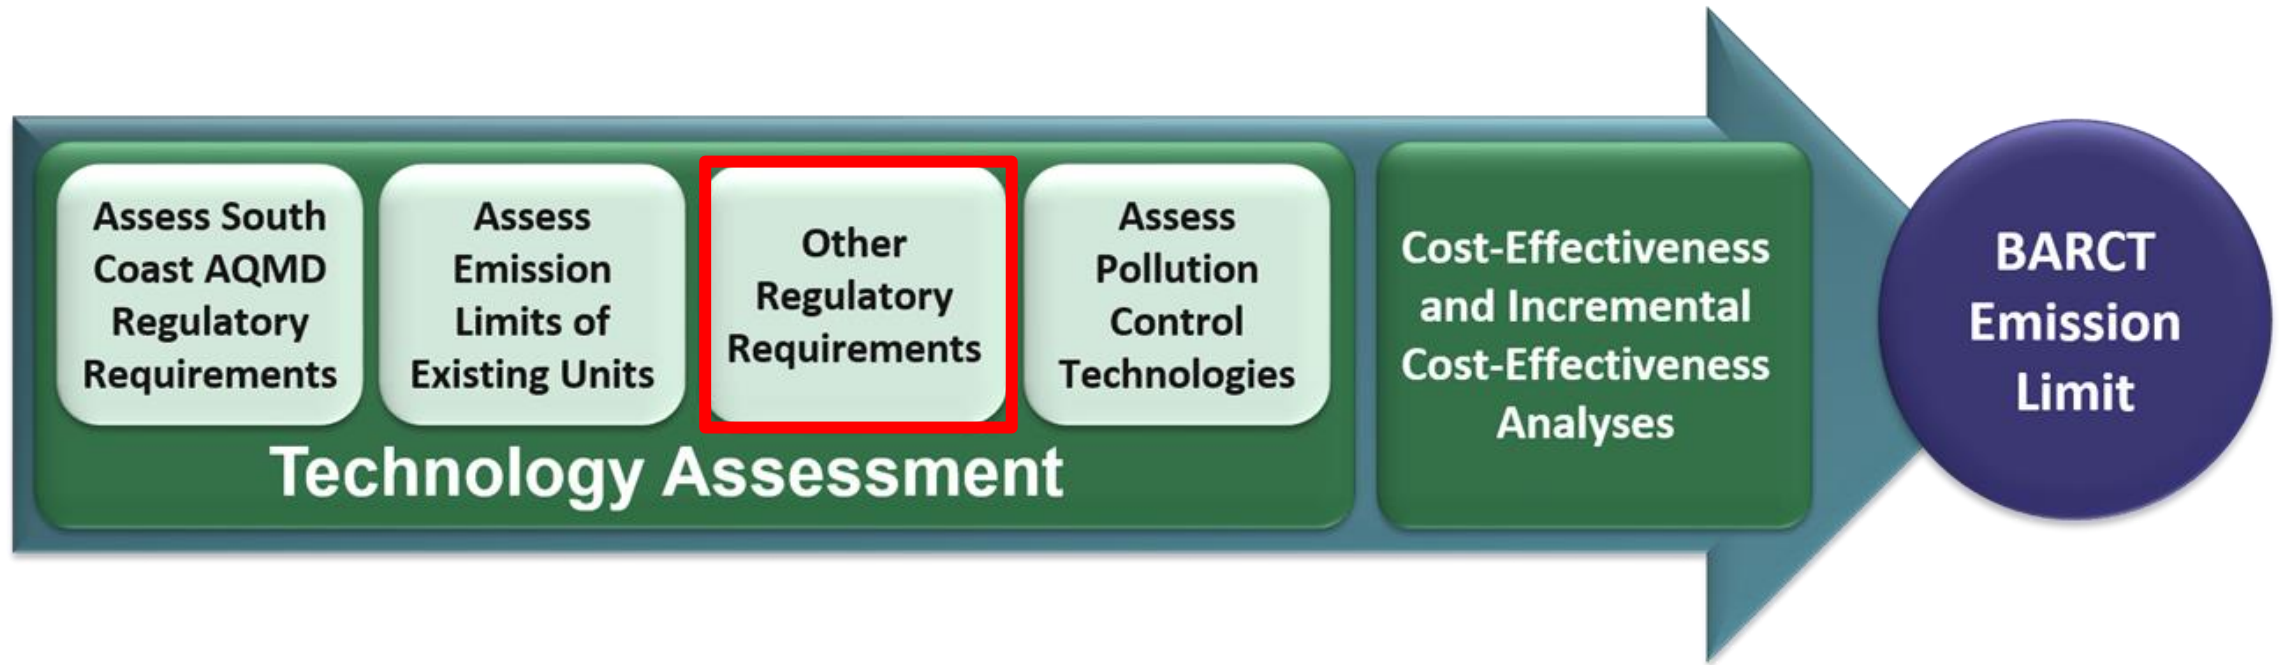 Assess South
Coast AQMD
Regulatory
Requirements
Assess
Emission
Limits of
Existing Units
Other
Regulatory
Requirements
Assess
Pollution
Control
Technologies
Technology Assessment
Cost-Effectiveness
and Incremental
Cost-Effectiveness
Analyses
BARCT
Emission
Limit